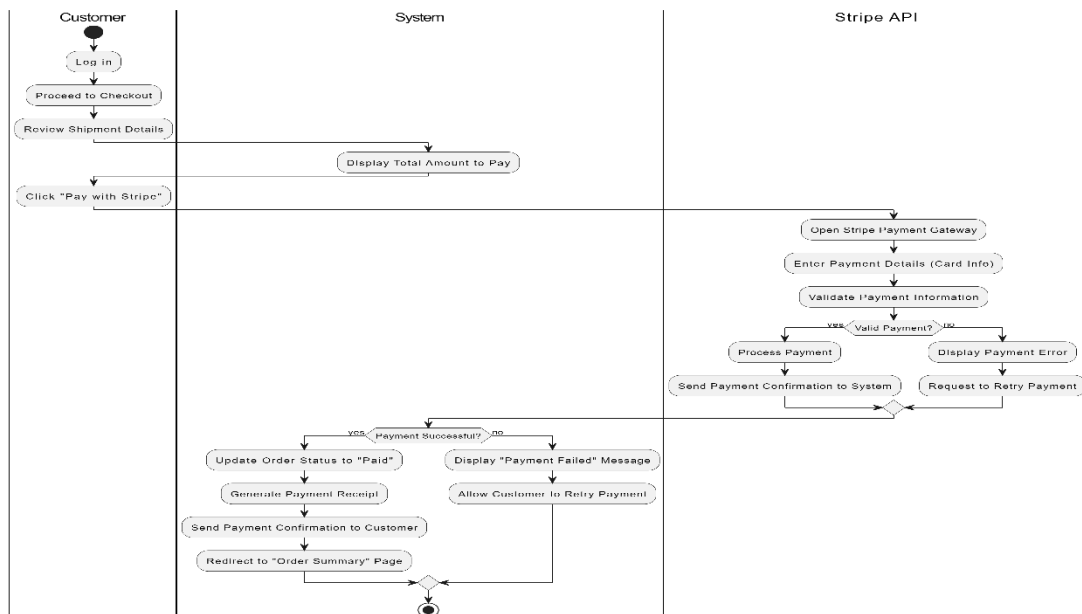 Customer
System
Stripe API
Log in
Proceed to Checkout
Review Shipment Details
Display Total Amount to Pay
Click "Pay with Stripe"
Open Stripe Payment Gateway
Enter Payment Details (Card Info)
Validate Payment Information
yes
Valid Payment?
no
Process Payment
Display Payment Error
Send Payment Confirmation to System
Request to Retry Payment
yes
Payment Successful?
no
Update Order Status to "Paid"
Display "Payment Failed" Message
Generate Payment Receipt
Allow Customer to Retry Payment
Send Payment Confirmation to Customer
Redirect to "Order Summary" Page